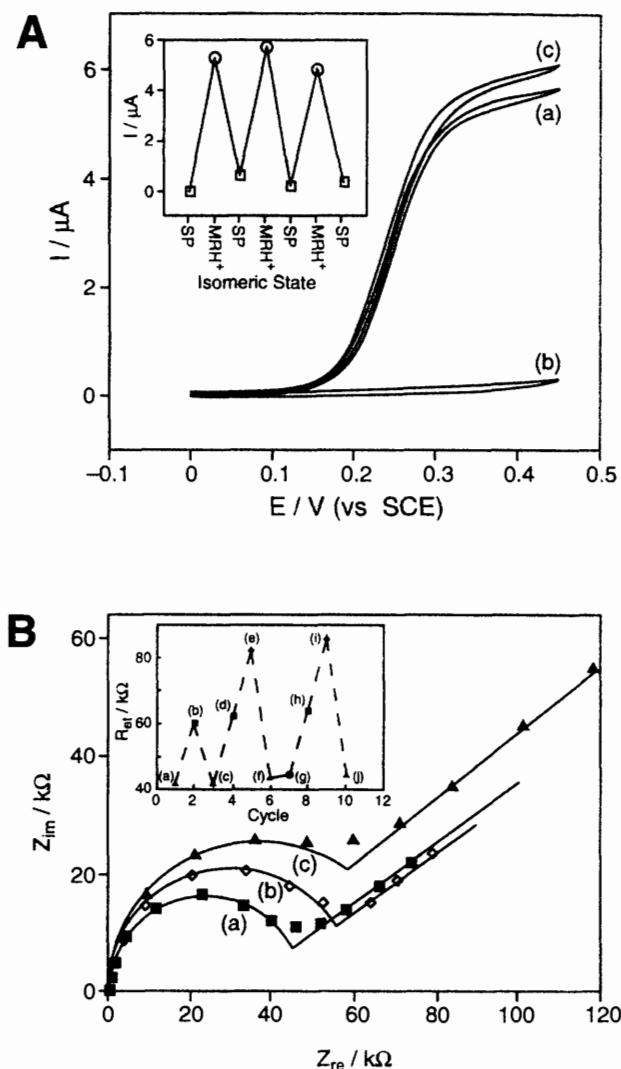 A
6
4
2
0
I / μA
SP
MRH+
SP
MRH+
SP
MRH+
SP
Isomeric State
(c)
(a)
(b)
6
4
2
0
I / μA
−0.1
0
0.1
0.2
0.3
0.4
0.5
E / V (vs SCE)
B
60
40
20
0
Zim / kΩ
80
60
40
Ret / kΩ
(a)
(b)
(c)
(d)
(e)
(f)
(g)
(h)
(i)
(j)
0
2
4
6
8
10
12
Cycle
(c)
(b)
(a)
0
20
40
60
80
100
120
Zre / kΩ